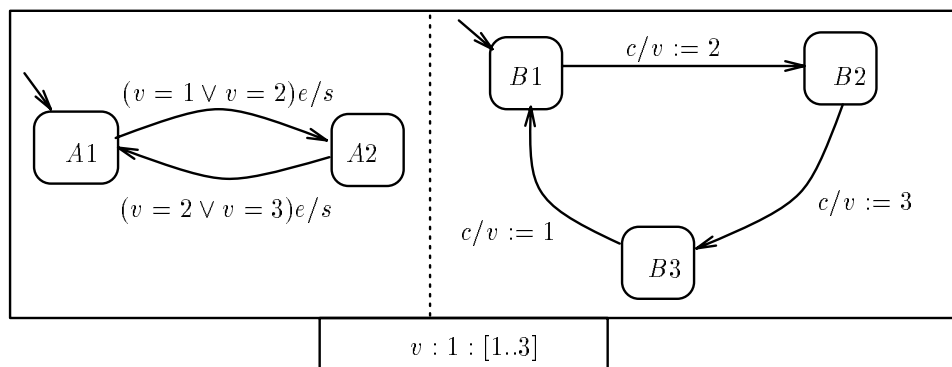 B1
c/v := 2
B2
(v = 1 ∨ v = 2)e/s
A1
A2
(v = 2 ∨ v = 3)e/s
c/v := 3
c/v := 1
B3
v : 1 : [1..3]